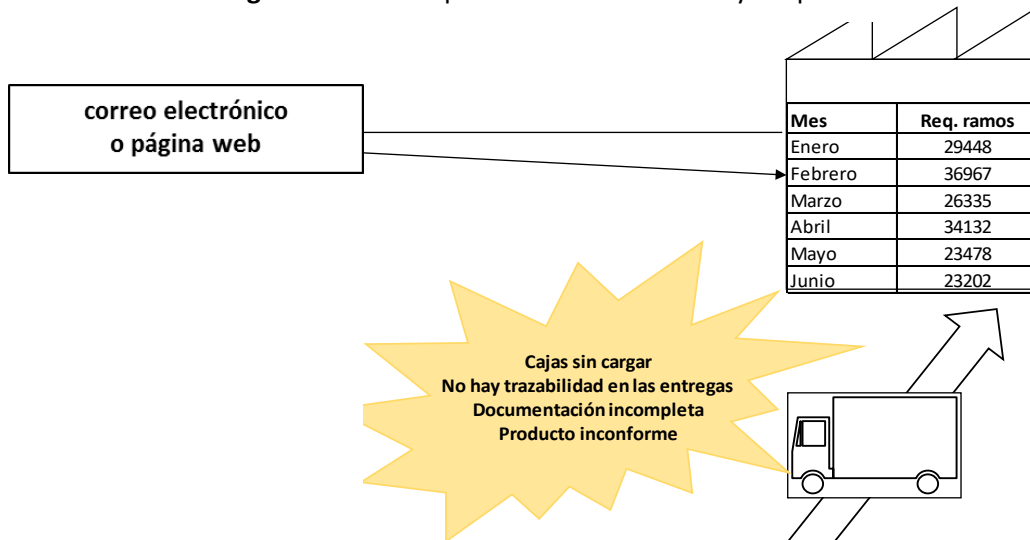 correo electrónico
o página web
Mes Req. ramos
Enero 29448
Febrero 36967
Marzo 26335
Abril 34132
Mayo 23478
Junio 23202
Cajas sin cargar
No hay trazabilidad en las entregas
Documentación incompleta
Producto inconforme